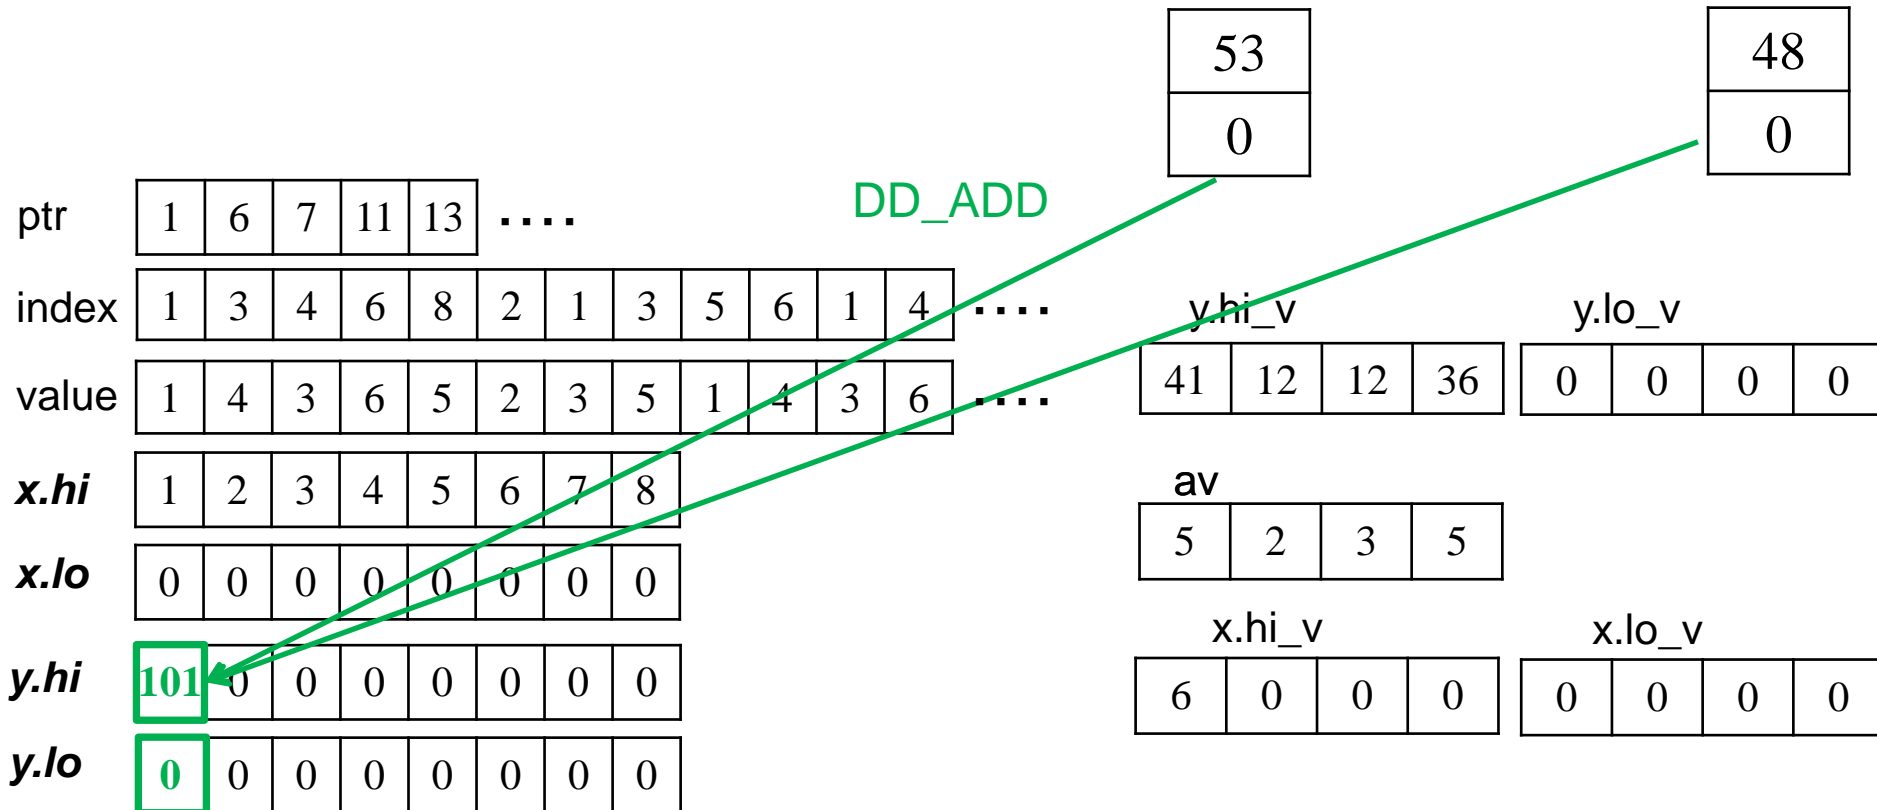 53 48
0 0
DD_ADD
ptr 1 6 7 11 13 ....
index 1 3 4 6 8 2 1 3 5 6 1 4 ....
y.hi_v y.lo_v
value 1 4 3 6 5 2 3 5 1 4 3 6 ....
41 12 12 36 0 0 0 0
x.hi 1 2 3 4 5 6 7 8
av
5 2 3 5
x.lo 0 0 0 0 0 0 0 0
x.hi_v x.lo_v
y.hi 101 0 0 0 0 0 0 0
6 0 0 0 0 0 0 0
y.lo 0 0 0 0 0 0 0 0